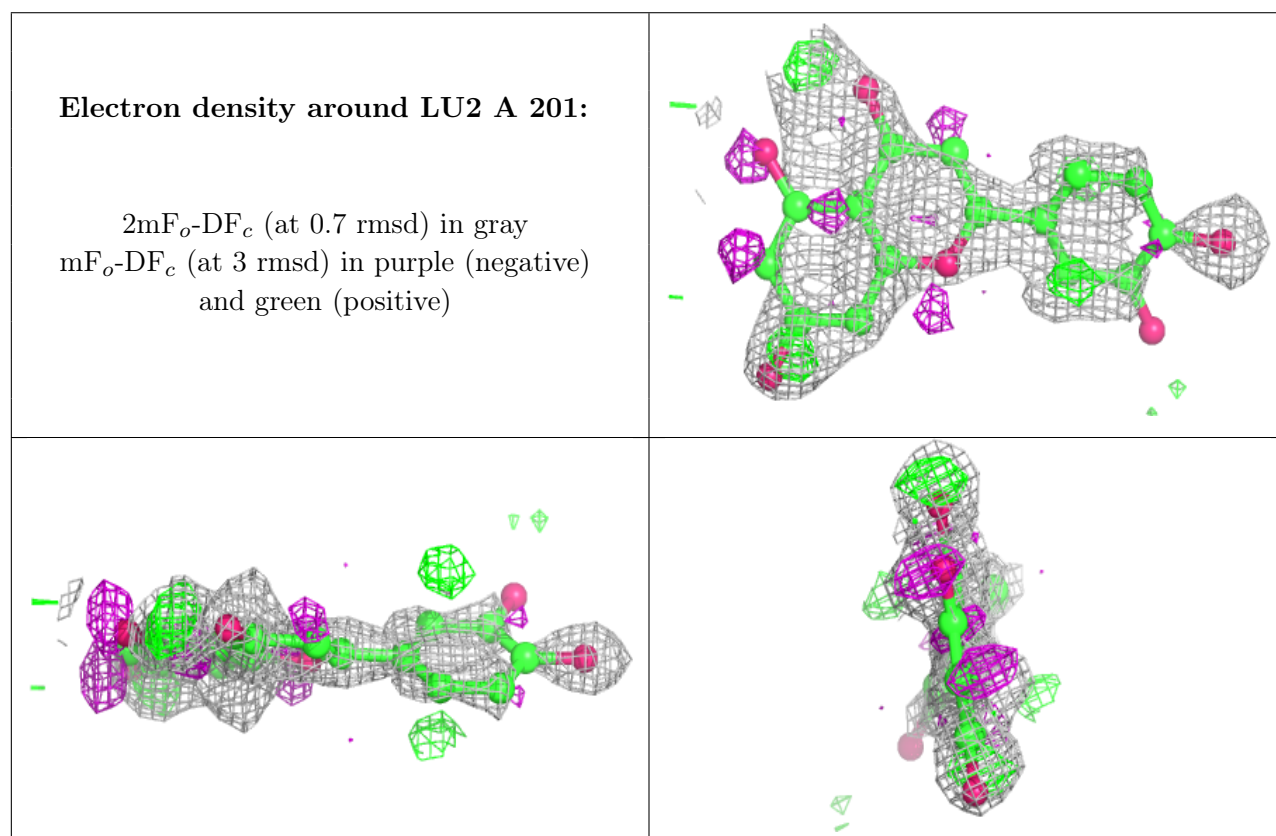 Electron density around LU2 A 201:
2mFₒ-DF𝒸 (at 0.7 rmsd) in gray
mFₒ-DF𝒸 (at 3 rmsd) in purple (negative)
and green (positive)